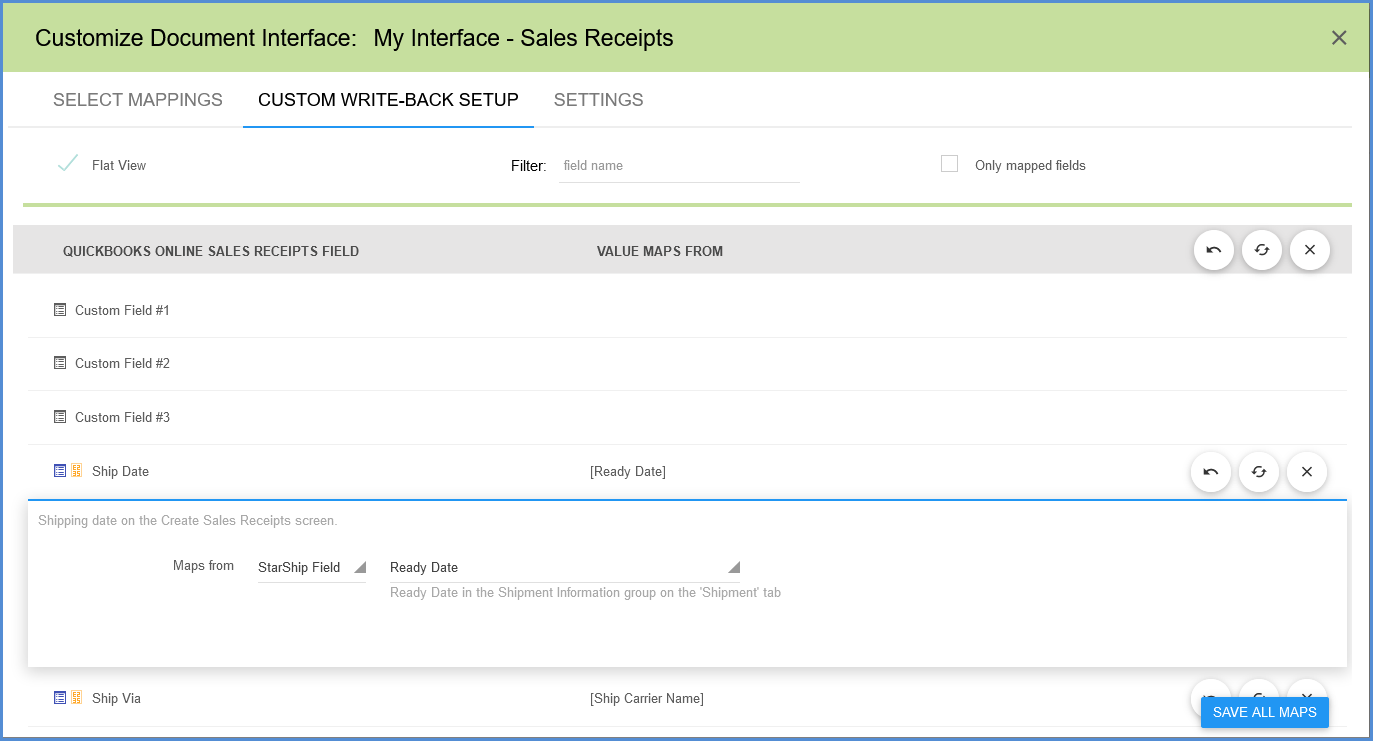 Customize Document Interface: My Interface - Sales Receipts
SELECT MAPPINGS CUSTOM WRITE-BACK SETUP SETTINGS
Flat View Filter: field name Only mapped fields
QUICKBOOKS ONLINE SALES RECEIPTS FIELD VALUE MAPS FROM
Custom Field #1
Custom Field #2
Custom Field #3
Ship Date [Ready Date]
Shipping date on the Create Sales Receipts screen.
Maps from StarShip Field Ready Date
Ready Date in the Shipment Information group on the 'Shipment' tab
Ship Via [Ship Carrier Name]
SAVE ALL MAPS